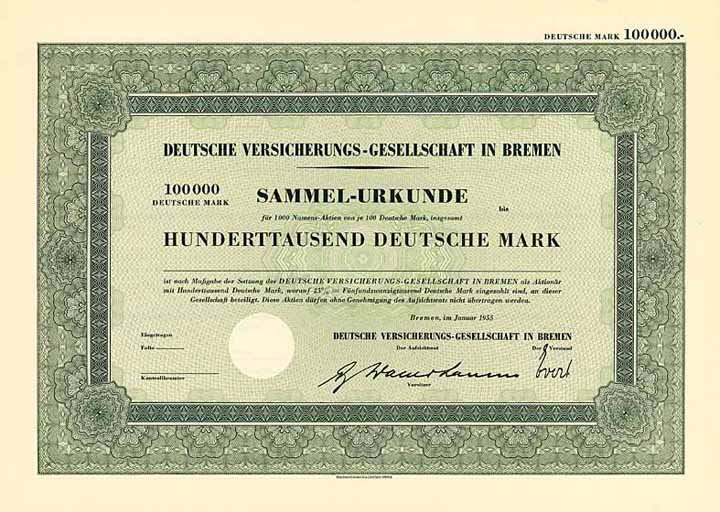 DEUTSCHE MARK 100000.-
DEUTSCHE VERSICHERUNGS-GESELLSCHAFT IN BREMEN
100000
DEUTSCHE MARK
SAMMEL-URKUNDE
bis
für 1000 Namens-Aktien von je 100 Deutsche Mark, insgesamt
HUNDERTTAUSEND DEUTSCHE MARK
ist nach Maßgabe der Satzung des DEUTSCHE VERSICHERUNGS-GESELLSCHAFT IN BREMEN als Aktionär
mit Hunderttausend Deutsche Mark, worauf 25% = Fünfundzwanzigtausend Deutsche Mark eingezahlt sind, an dieser
Gesellschaft beteiligt. Diese Aktien dürfen ohne Genehmigung des Aufsichtsrats nicht übertragen werden.
Bremen, im Januar 1955
Eingetragen
DEUTSCHE VERSICHERUNGS-GESELLSCHAFT IN BREMEN
Folio
Der Aufsichtsrat
Der Vorstand
Kontrollbeamter
Vorsitzer